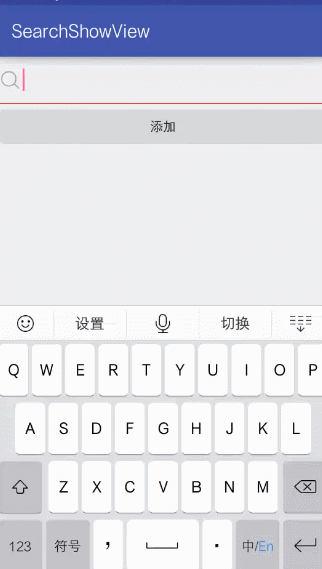 SearchShowView
添加
设置 切换
Q W E R T Y U I O P
A S D F G H J K L
Z X C V B N M
123 符号 , . 中/En